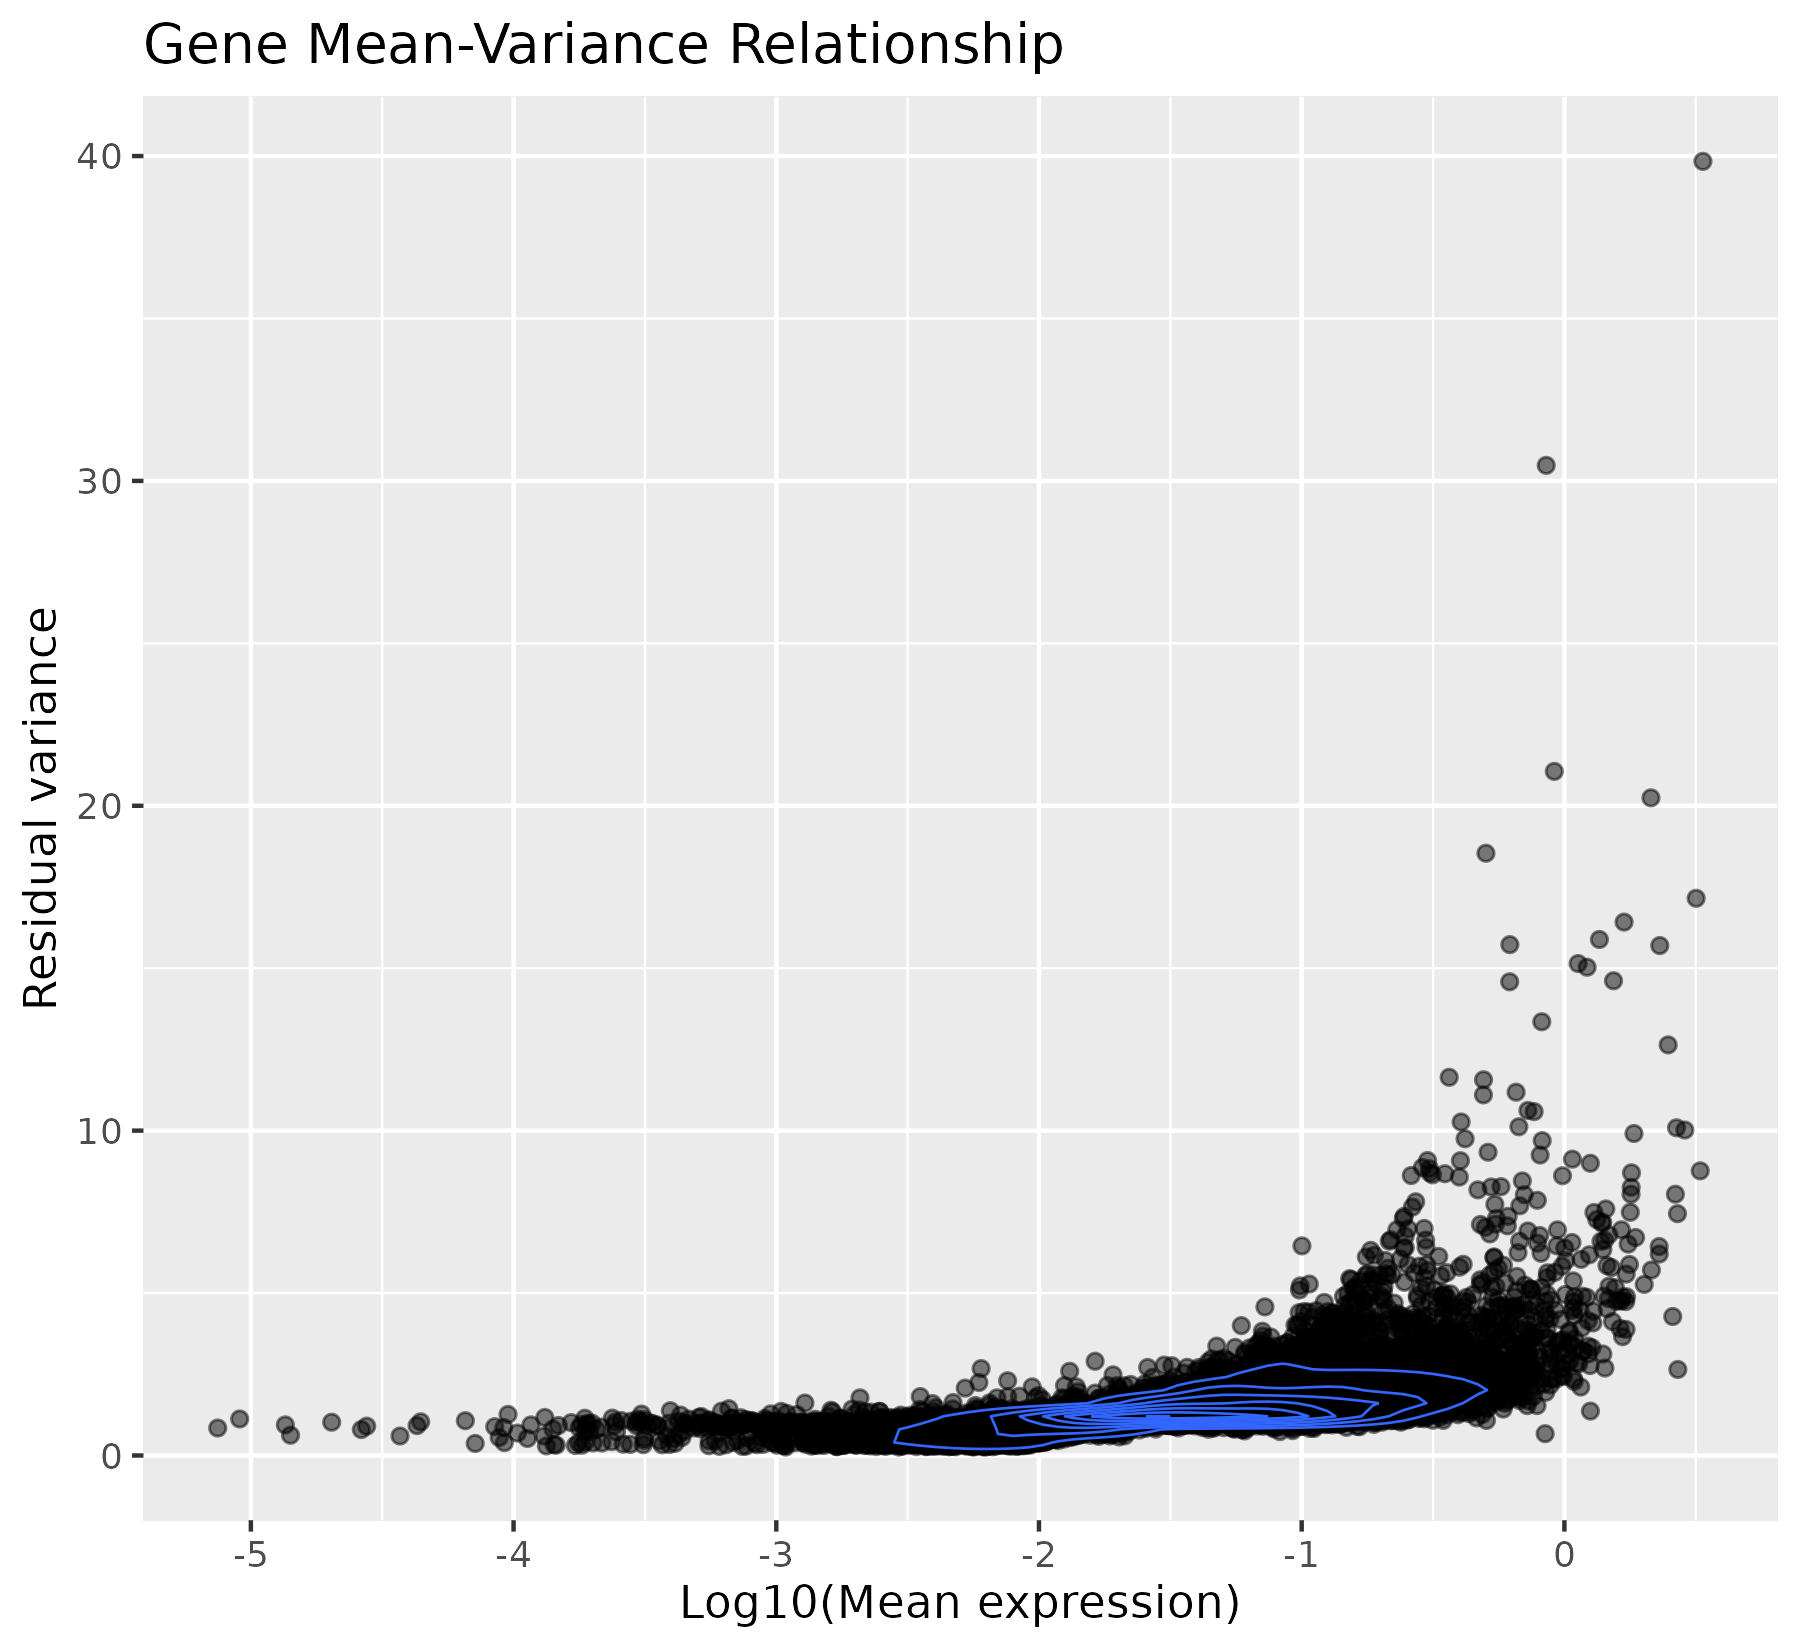 Gene Mean-Variance Relationship
40
30
20
10
0
Residual variance
-5 -4 -3 -2 -1 0
Log10(Mean expression)